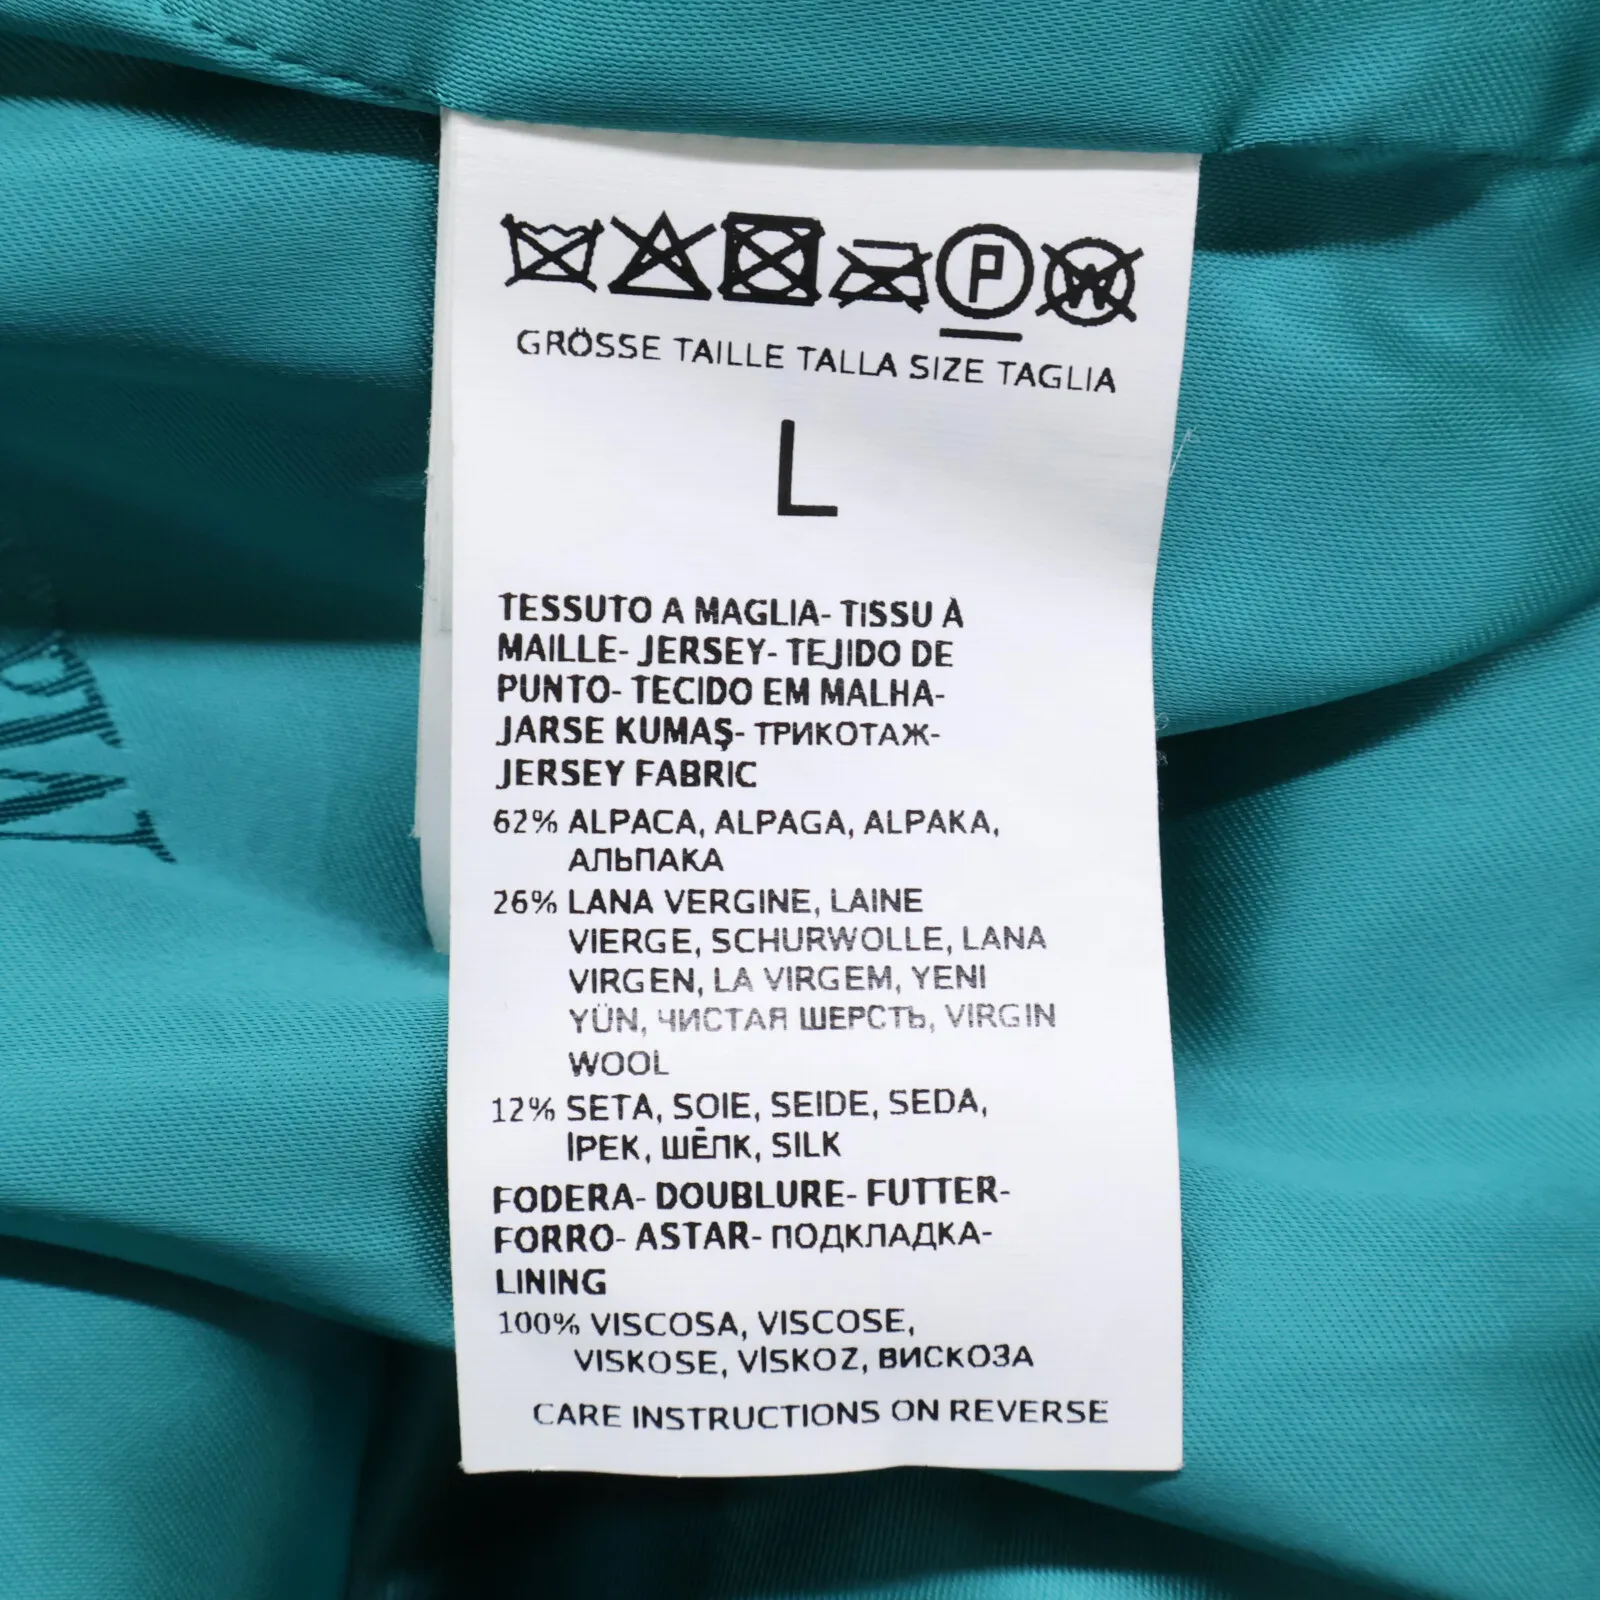 P W
GRÖSSE TAILLE TALLA SIZE TAGLIA
L
TESSUTO A MAGLIA- TISSU À
MAILLE- JERSEY- TEJIDO DE
PUNTO- TECIDO EM MALHA-
JARSE KUMAŞ- ТРИКОТАЖ-
JERSEY FABRIC
62% ALPACA, ALPAGA, ALPAKA,
АЛЬПАКА
26% LANA VERGINE, LAINE
VIERGE, SCHURWOLLE, LANA
VIRGEN, LA VIRGEM, YENI
YÜN, ЧИСТАЯ ШЕРСТЬ, VIRGIN
WOOL
12% SETA, SOIE, SEIDE, SEDA,
İPEK, ШЁПК, SILK
FODERA- DOUBLURE- FUTTER-
FORRO- ASTAR- ПОДКЛАДКА-
LINING
100% VISCOSA, VISCOSE,
VISKOSE, VİSKOZ, ВИСКОЗА
CARE INSTRUCTIONS ON REVERSE